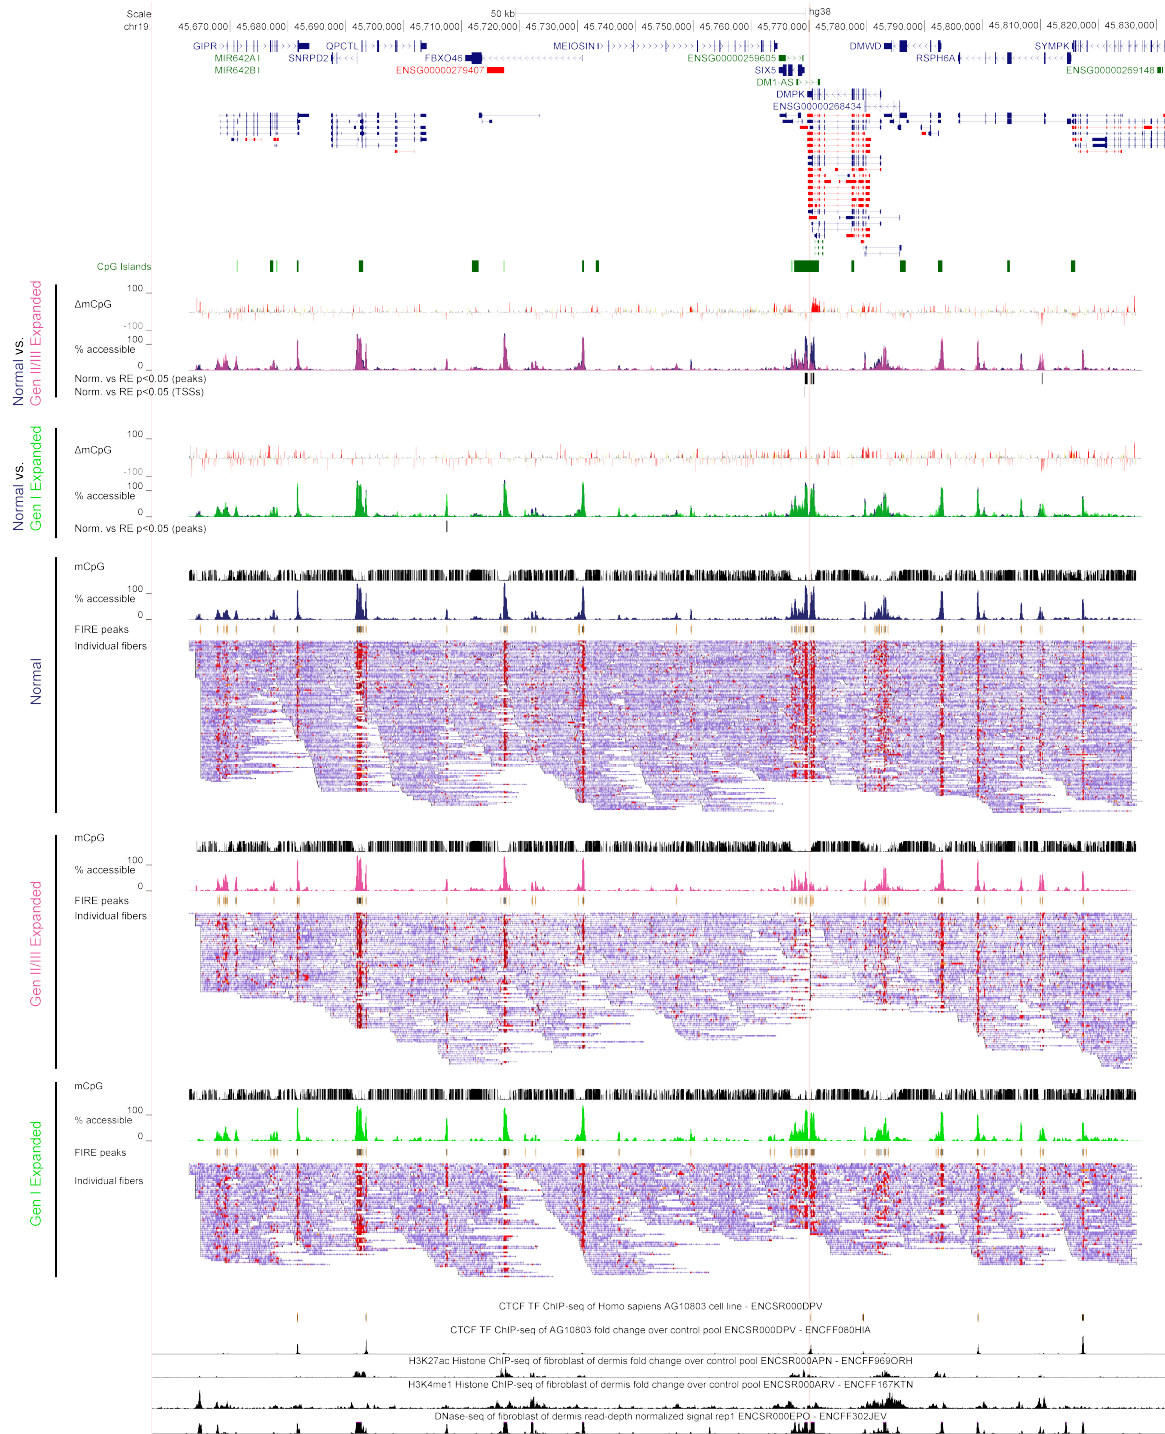 Scale 50 kb hg38
chr19 45,670,000 45,680,000 45,690,000 45,700,000 45,710,000 45,720,000 45,730,000 45,740,000 45,750,000 45,760,000 45,770,000 45,780,000 45,790,000 45,800,000 45,810,000 45,820,000 45,830,000
GIPR QPCTL MEIOSIN DMWD SYMPK
MIR642A SNRPD2 FBXO46 ENSG00000259605 RSPH6A
MIR642B ENSG00000279407 SIX5 ENSG00000269148
DM1-AS
DMPK
ENSG00000268434
CpG Islands
Normal vs.
Gen II/III Expanded
ΔmCpG
100
-100
% accessible
100
0
Norm. vs RE p<0.05 (peaks)
Norm. vs RE p<0.05 (TSSs)
Normal vs.
Gen I Expanded
ΔmCpG
100
-100
% accessible
100
0
Norm. vs RE p<0.05 (peaks)
Normal
mCpG
% accessible
100
0
FIRE peaks
Individual fibers
Gen II/III Expanded
mCpG
% accessible
100
0
FIRE peaks
Individual fibers
Gen I Expanded
mCpG
% accessible
100
0
FIRE peaks
Individual fibers
CTCF TF ChIP-seq of Homo sapiens AG10803 cell line - ENCSR000DPV
CTCF TF ChIP-seq of AG10803 fold change over control pool ENCSR000DPV - ENCFF080HIA
H3K27ac Histone ChIP-seq of fibroblast of dermis fold change over control pool ENCSR000APN - ENCFF969ORH
H3K4me1 Histone ChIP-seq of fibroblast of dermis fold change over control pool ENCSR000ARV - ENCFF167KTN
DNase-seq of fibroblast of dermis read-depth normalized signal rep1 ENCSR000EPO - ENCFF302JEV